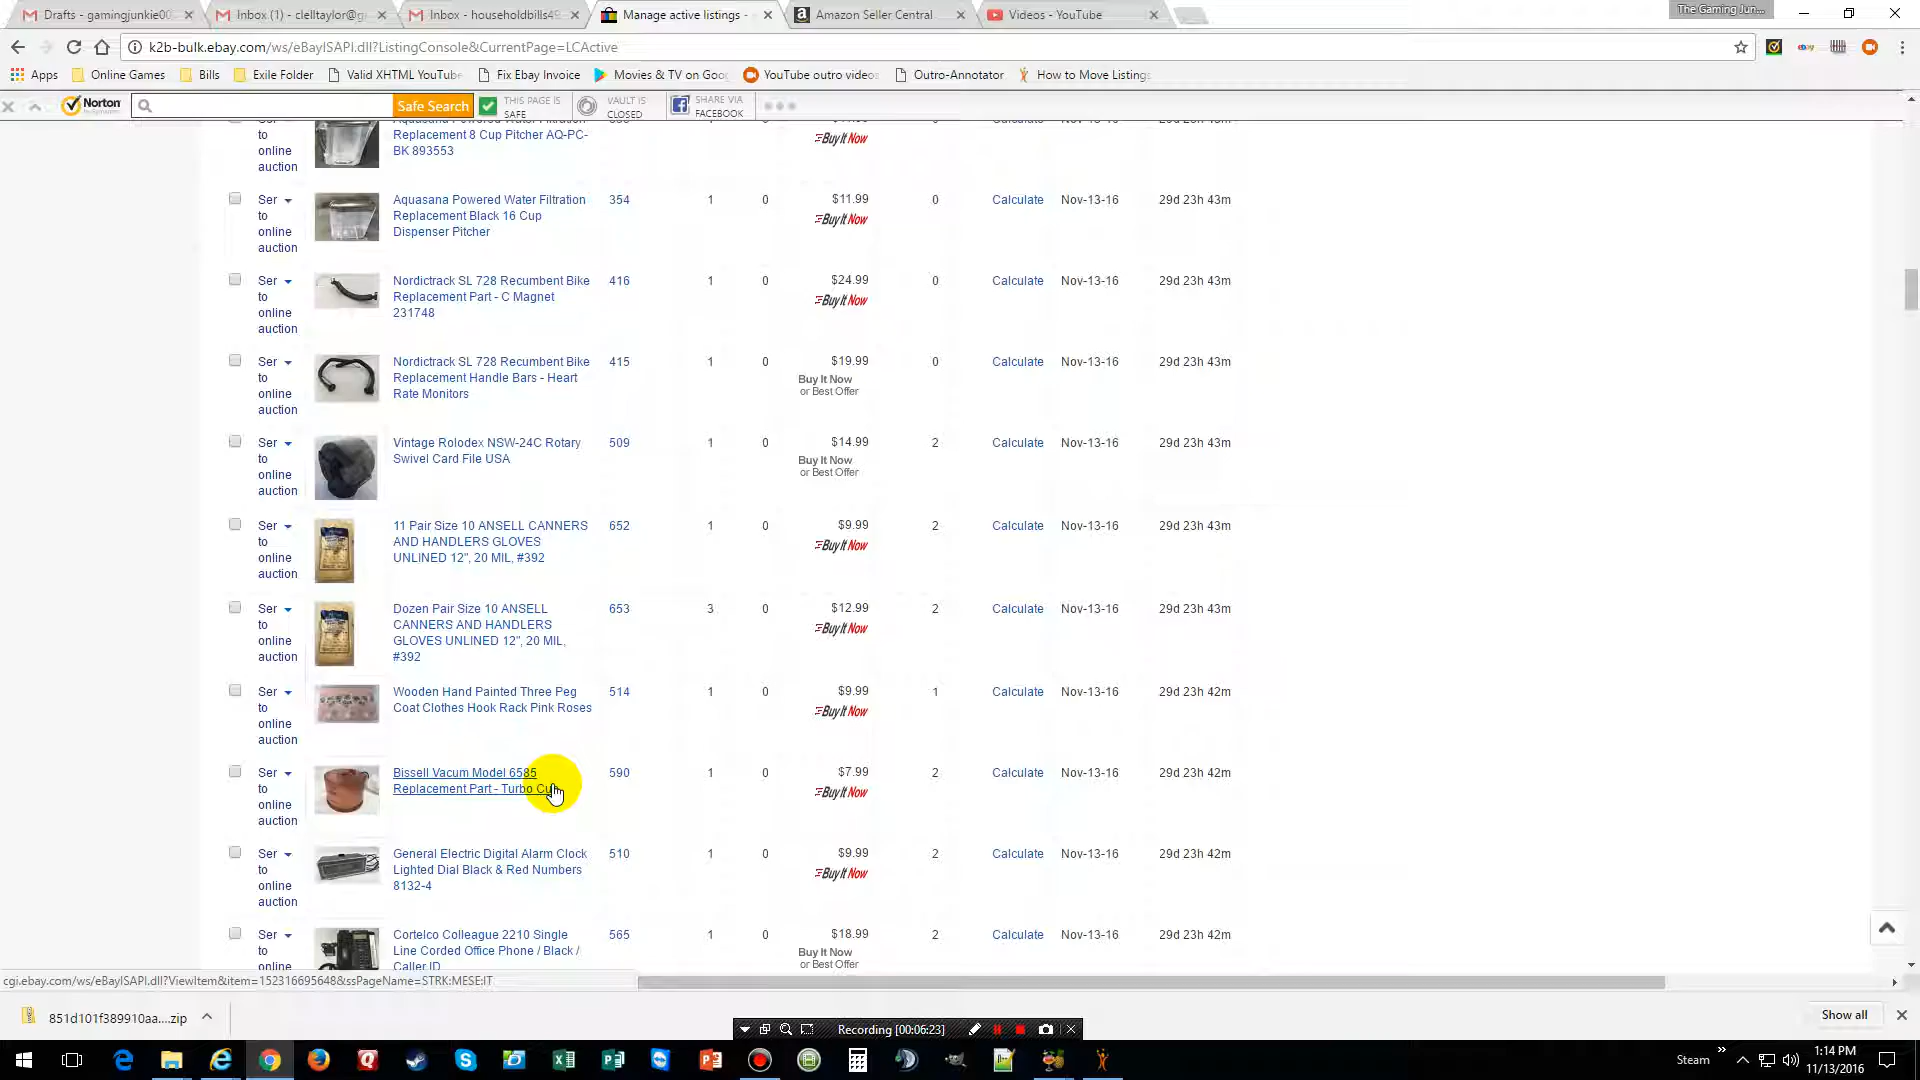 Drafts - gamingjunkie00
Inbox (1) - clelltaylor@g
Inbox - householdbills49
Manage active listings -
Amazon Seller Central
Videos - YouTube
The Gaming Jun...
k2b-bulk.ebay.com/ws/eBayISAPI.dll?ListingConsole&CurrentPage=LCActive
Apps
Online Games
Bills
Exile Folder
Valid XHTML YouTube
Fix Ebay Invoice
Movies & TV on Goo
YouTube outro videos
Outro-Annotator
How to Move Listings
Norton
Safe Search
THIS PAGE IS
SAFE
VAULT IS
CLOSED
SHARE VIA
FACEBOOK
to
online
auction
Replacement 8 Cup Pitcher AQ-PC-
BK 893553
Buy It Now
Ser
to
online
auction
Aquasana Powered Water Filtration
Replacement Black 16 Cup
Dispenser Pitcher
354 1 0 $11.99 0 Calculate Nov-13-16 29d 23h 43m
Buy It Now
Ser
to
online
auction
Nordictrack SL 728 Recumbent Bike
Replacement Part - C Magnet
231748
416 1 0 $24.99 0 Calculate Nov-13-16 29d 23h 43m
Buy It Now
Ser
to
online
auction
Nordictrack SL 728 Recumbent Bike
Replacement Handle Bars - Heart
Rate Monitors
415 1 0 $19.99 0 Calculate Nov-13-16 29d 23h 43m
Buy It Now
or Best Offer
Ser
to
online
auction
Vintage Rolodex NSW-24C Rotary
Swivel Card File USA
509 1 0 $14.99 2 Calculate Nov-13-16 29d 23h 43m
Buy It Now
or Best Offer
Ser
to
online
auction
11 Pair Size 10 ANSELL CANNERS
AND HANDLERS GLOVES
UNLINED 12", 20 MIL, #392
652 1 0 $9.99 2 Calculate Nov-13-16 29d 23h 43m
Buy It Now
Ser
to
online
auction
Dozen Pair Size 10 ANSELL
CANNERS AND HANDLERS
GLOVES UNLINED 12", 20 MIL,
#392
653 3 0 $12.99 2 Calculate Nov-13-16 29d 23h 43m
Buy It Now
Ser
to
online
auction
Wooden Hand Painted Three Peg
Coat Clothes Hook Rack Pink Roses
514 1 0 $9.99 1 Calculate Nov-13-16 29d 23h 42m
Buy It Now
Ser
to
online
auction
Bissell Vacum Model 6585
Replacement Part - Turbo Cu
590 1 0 $7.99 2 Calculate Nov-13-16 29d 23h 42m
Buy It Now
Ser
to
online
auction
General Electric Digital Alarm Clock
Lighted Dial Black & Red Numbers
8132-4
510 1 0 $9.99 2 Calculate Nov-13-16 29d 23h 42m
Buy It Now
Ser
to
online
Cortelco Colleague 2210 Single
Line Corded Office Phone / Black /
Caller ID
565 1 0 $18.99 2 Calculate Nov-13-16 29d 23h 42m
Buy It Now
or Best Offer
cgi.ebay.com/ws/eBayISAPI.dll?ViewItem&item=152316695648&ssPageName=STRK:MESE:IT
851d101f389910aa....zip
Show all
Recording [00:06:23]
Steam
1:14 PM
11/13/2016